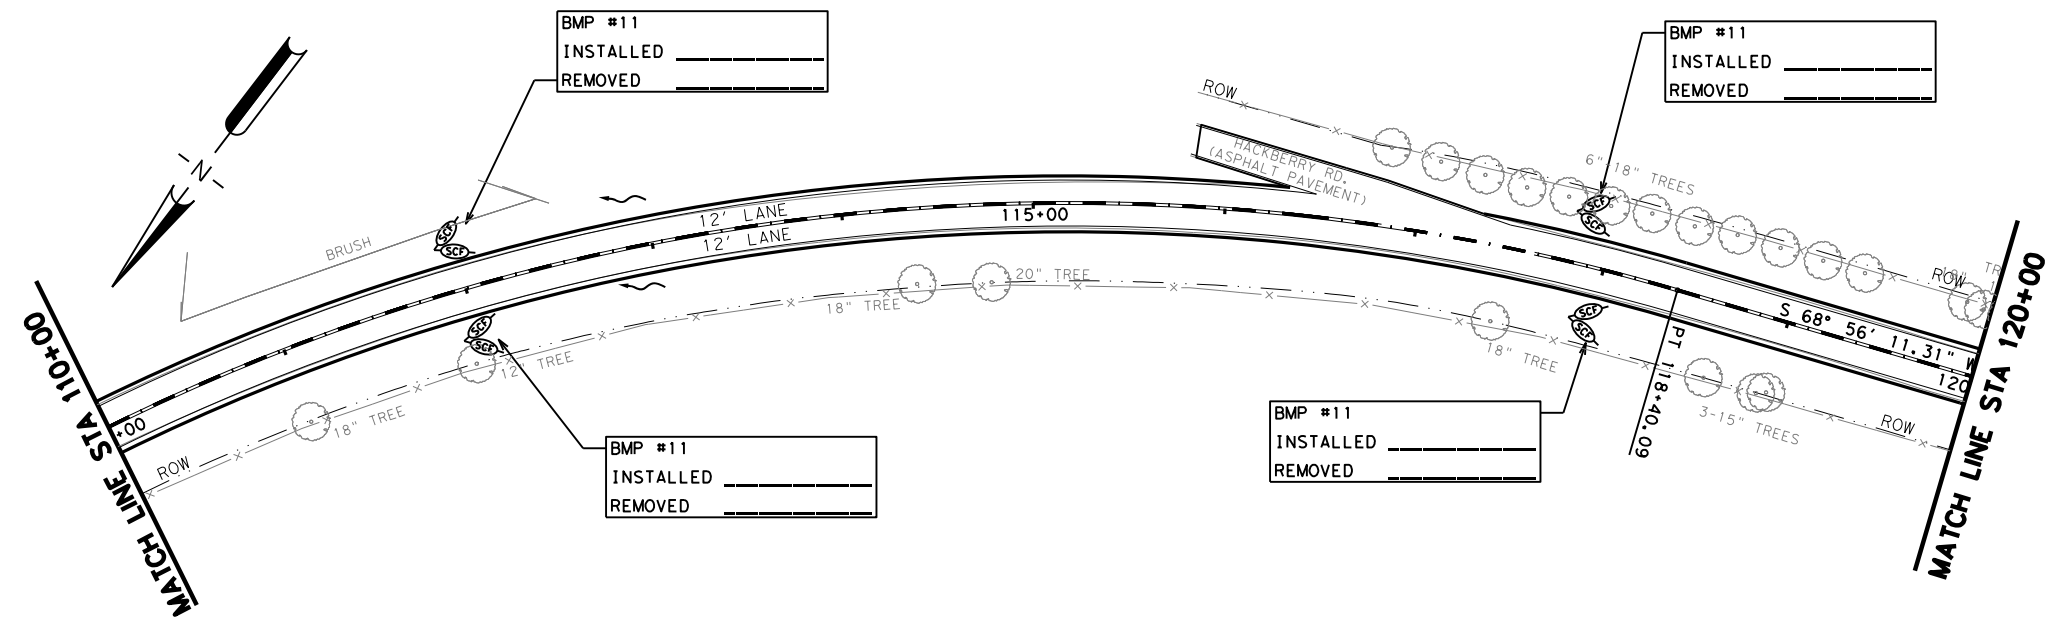 BMP #11
INSTALLED
REMOVED
BMP #11
INSTALLED
REMOVED
ROW
HACKBERRY RD.
(ASPHALT PAVEMENT)
6"-18" TREES
SCF
SCF
SCF
SCF
N
BRUSH
12' LANE
12' LANE
115+00
20" TREE
18" TREE
ROW
S 68° 56' 11.31" W
120
MATCH LINE STA 120+00
MATCH LINE STA 110+00
+00
ROW
18" TREE
12" TREE
SCF
SCF
SCF
SCF
18" TREE
PT 118+40.09
3-15" TREES
ROW
BMP #11
INSTALLED
REMOVED
BMP #11
INSTALLED
REMOVED